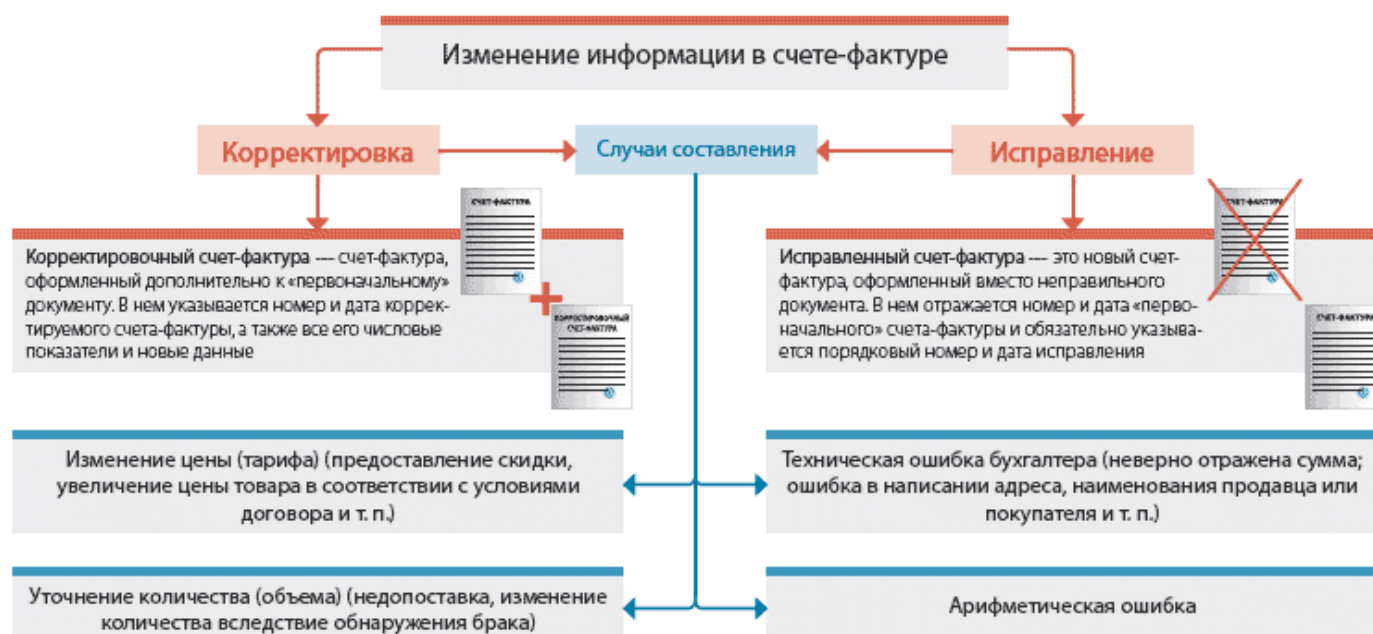 Изменение информации в счете-фактуре
Корректировка
Случаи составления
Исправление
СЧЕТ-ФАКТУРА
Корректировочный счет-фактура –– счет-фактура,
оформленный дополнительно к «первоначальному»
документу. В нем указывается номер и дата коррек-
тируемого счета-фактуры, а также все его числовые
показатели и новые данные
КОРРЕКТИРОВОЧНЫЙ
СЧЕТ-ФАКТУРА
СЧЕТ-ФАКТУРА
Исправленный счет-фактура –– это новый счет-
фактура, оформленный вместо неправильного
документа. В нем отражается номер и дата «перво-
начального» счета-фактуры и обязательно указыва-
ется порядковый номер и дата исправления
СЧЕТ-ФАКТУРА
Изменение цены (тарифа) (предоставление скидки,
увеличение цены товара в соответствии с условиями
договора и т. п.)
Техническая ошибка бухгалтера (неверно отражена сумма;
ошибка в написании адреса, наименования продавца или
покупателя и т. п.)
Уточнение количества (объема) (недопоставка, изменение
количества вследствие обнаружения брака)
Арифметическая ошибка